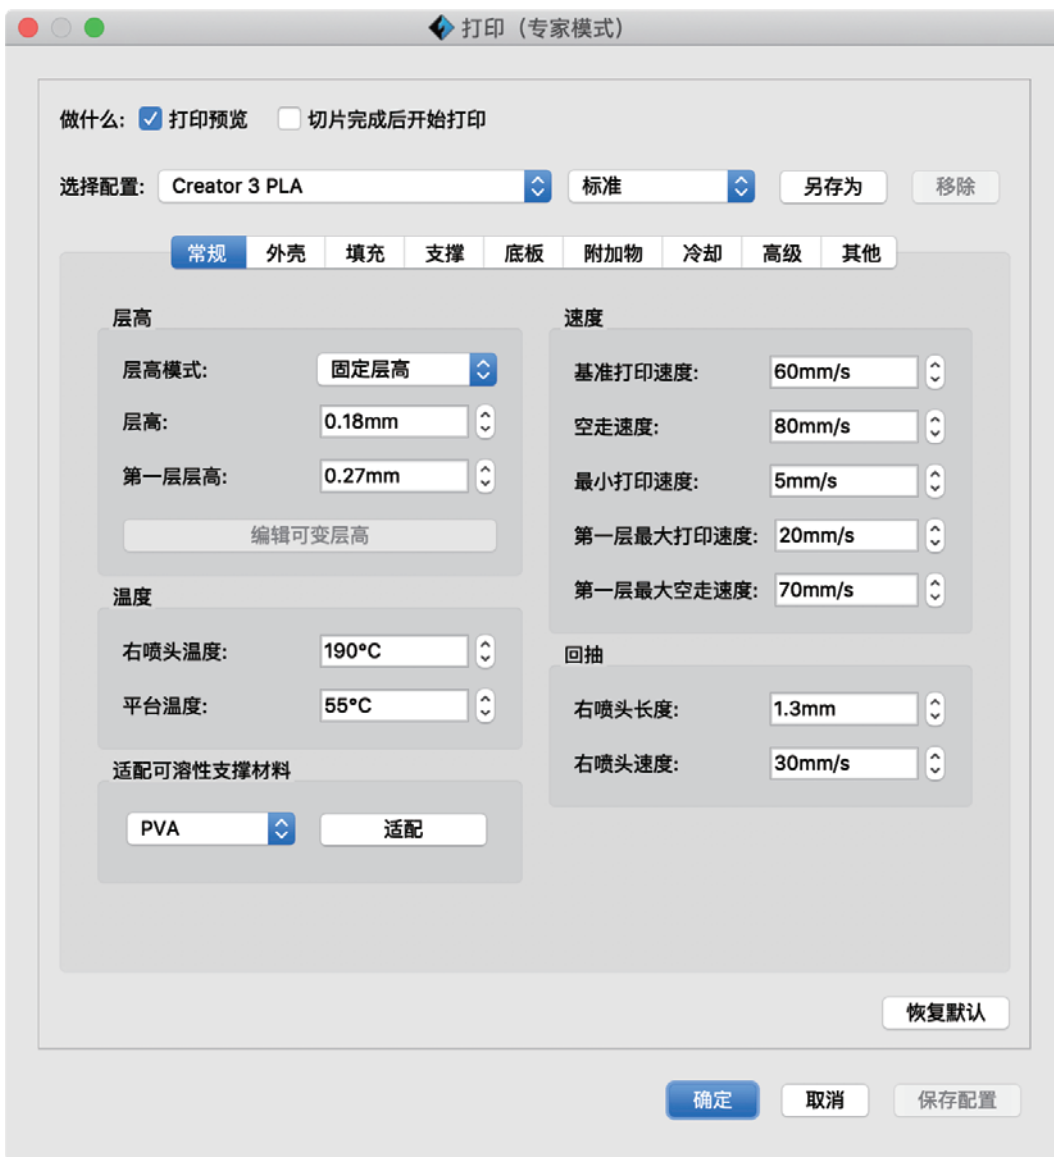 打印（专家模式）
做什么: 打印预览 切片完成后开始打印
选择配置: Creator 3 PLA 标准 另存为 移除
常规 外壳 填充 支撑 底板 附加物 冷却 高级 其他
层高
层高模式: 固定层高
层高: 0.18mm
第一层层高: 0.27mm
编辑可变层高
温度
右喷头温度: 190°C
平台温度: 55°C
适配可溶性支撑材料
PVA 适配
速度
基准打印速度: 60mm/s
空走速度: 80mm/s
最小打印速度: 5mm/s
第一层最大打印速度: 20mm/s
第一层最大空走速度: 70mm/s
回抽
右喷头长度: 1.3mm
右喷头速度: 30mm/s
恢复默认
确定 取消 保存配置